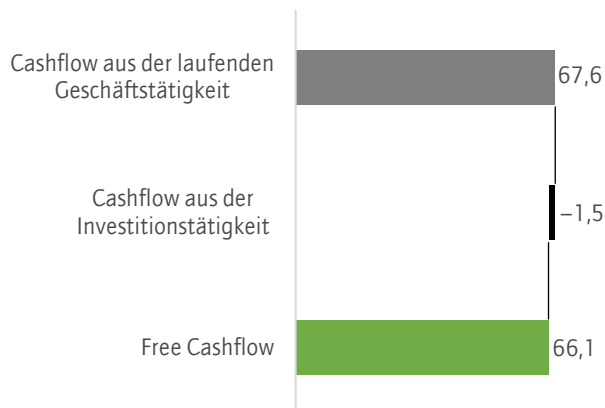 Cashflow aus der laufenden
Geschäftstätigkeit
67,6
Cashflow aus der
Investitionstätigkeit
–1,5
Free Cashflow
66,1